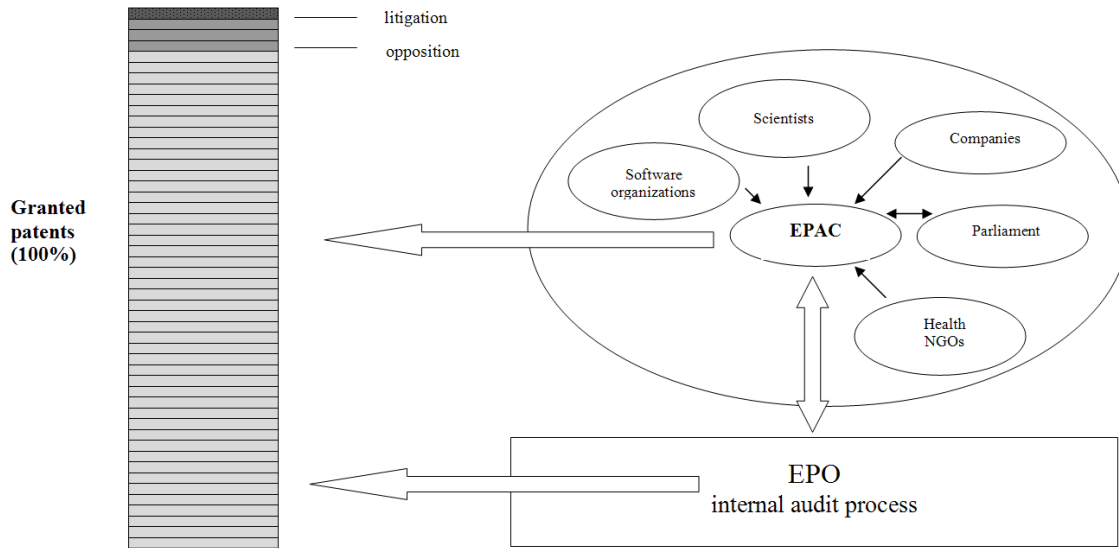 litigation
opposition
Granted
patents
(100%)
Scientists
Companies
Software
organizations
EPAC
Parliament
Health
NGOs
EPO
internal audit process